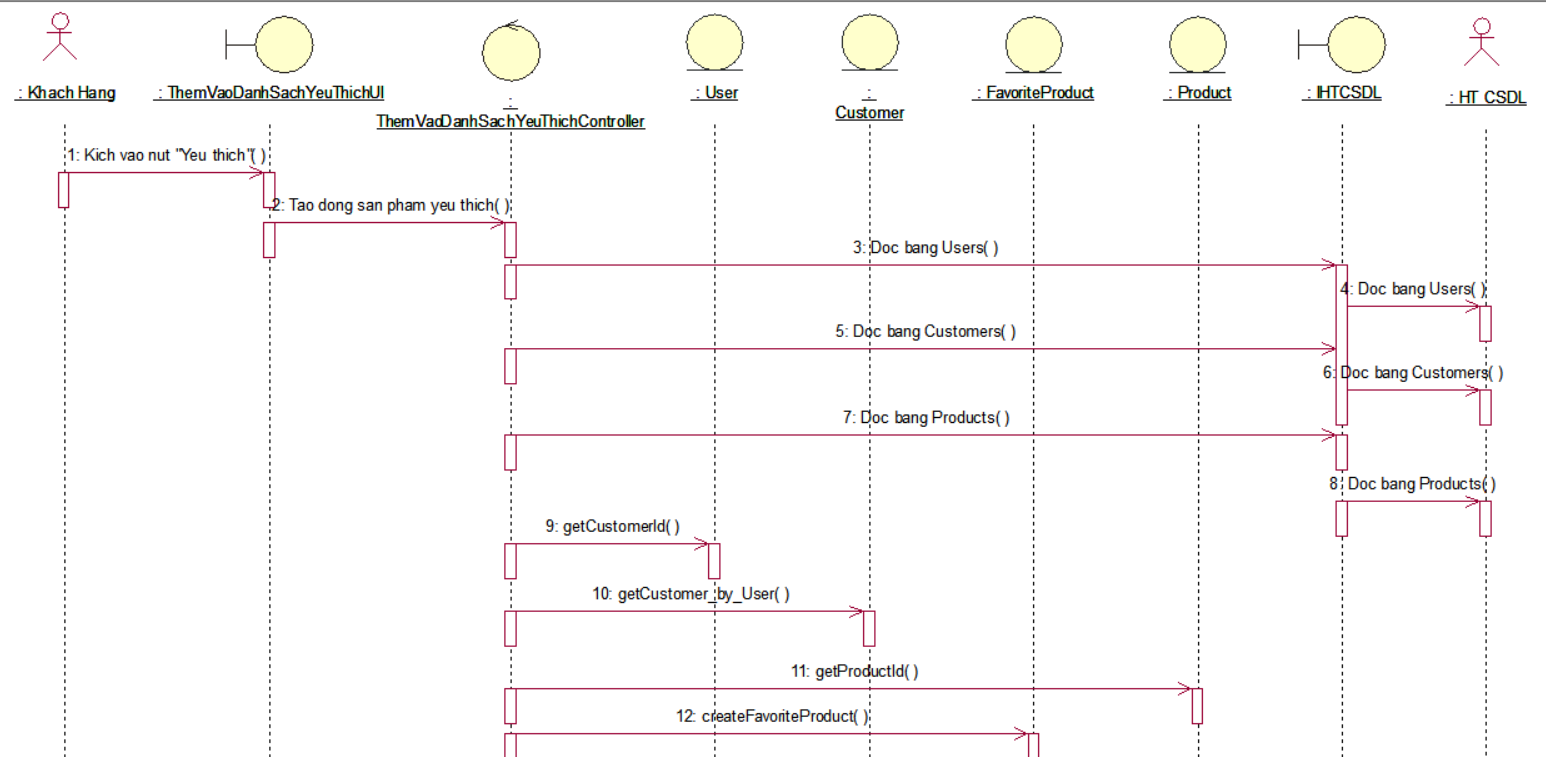 : Khach Hang
: ThemVaoDanhSachYeuThichUI
:
ThemVaoDanhSachYeuThichController
: User
:
Customer
: FavoriteProduct
: Product
: IHTCSDL
: HT CSDL
1: Kich vao nut "Yeu thich"( )
2: Tao dong san pham yeu thich( )
3: Doc bang Users( )
4: Doc bang Users( )
5: Doc bang Customers( )
6: Doc bang Customers( )
7: Doc bang Products( )
8: Doc bang Products( )
9: getCustomerId( )
10: getCustomer_by_User( )
11: getProductId( )
12: createFavoriteProduct( )